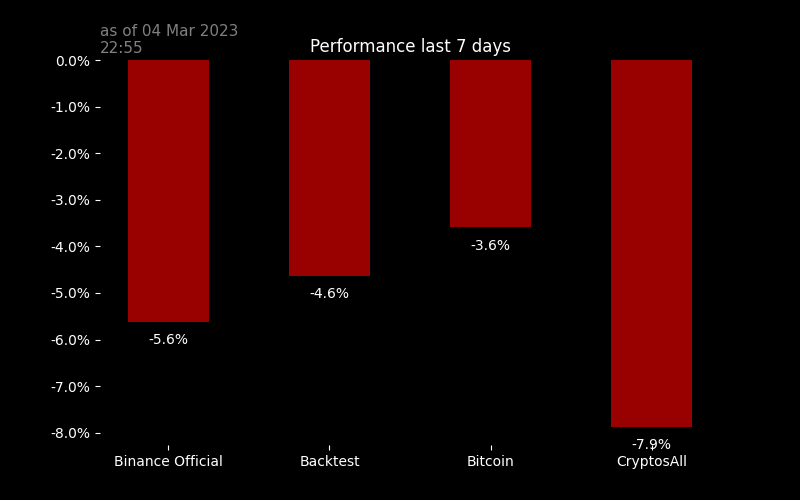 as of 04 Mar 2023
22:55
Performance last 7 days
0.0%
-1.0%
-2.0%
-3.0%
-4.0%
-5.0%
-6.0%
-7.0%
-8.0%
-5.6%
-4.6%
-3.6%
-7.9%
Binance Official
Backtest
Bitcoin
CryptosAll